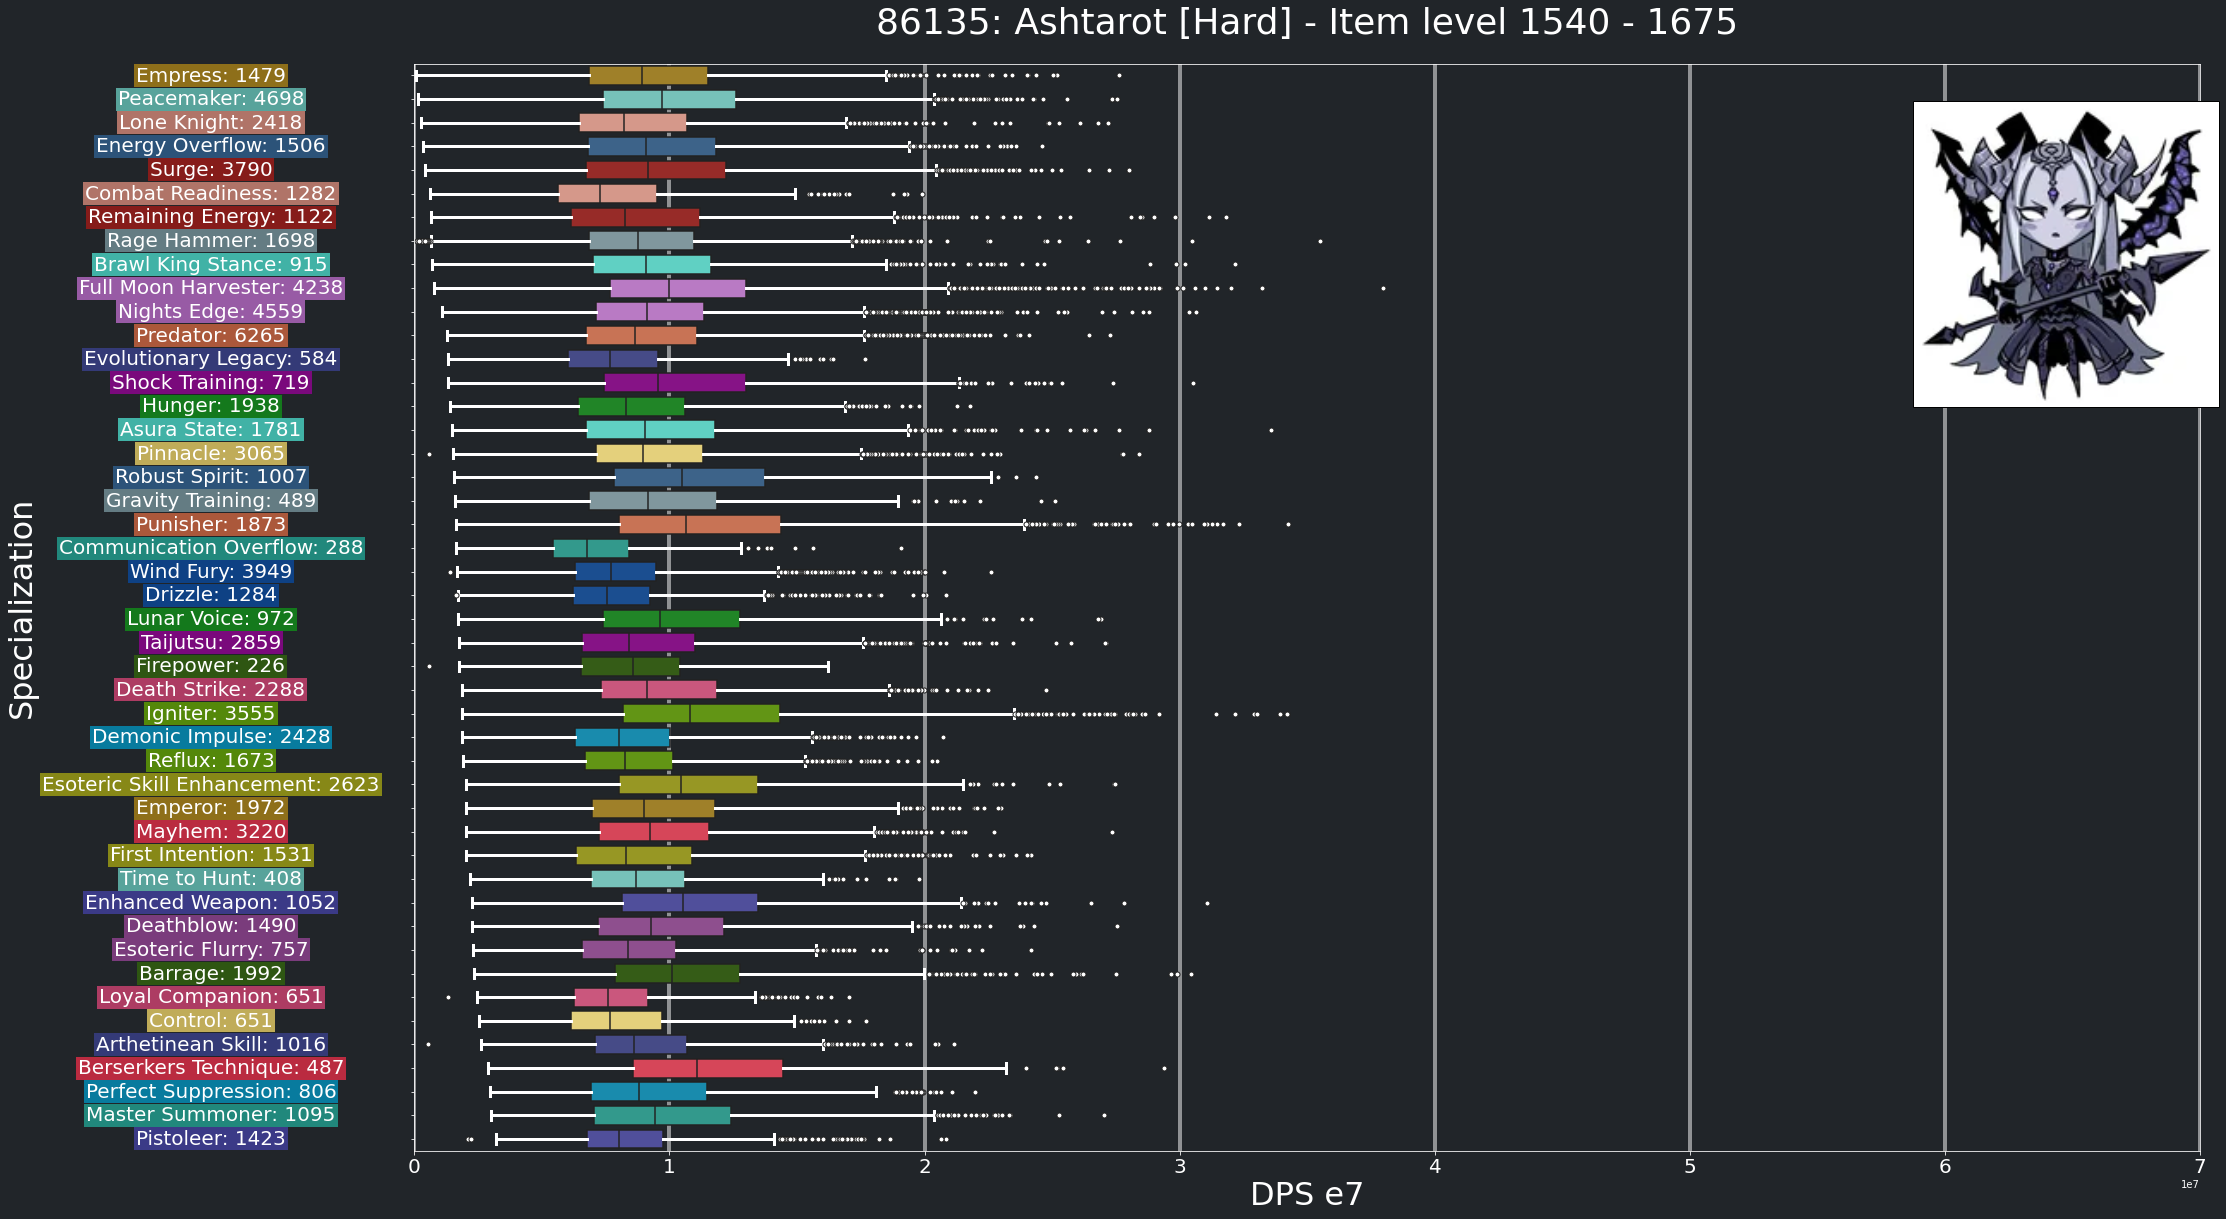 86135: Ashtarot [Hard] - Item level 1540 - 1675
Specialization
Empress: 1479
Peacemaker: 4698
Lone Knight: 2418
Energy Overflow: 1506
Surge: 3790
Combat Readiness: 1282
Remaining Energy: 1122
Rage Hammer: 1698
Brawl King Stance: 915
Full Moon Harvester: 4238
Nights Edge: 4559
Predator: 6265
Evolutionary Legacy: 584
Shock Training: 719
Hunger: 1938
Asura State: 1781
Pinnacle: 3065
Robust Spirit: 1007
Gravity Training: 489
Punisher: 1873
Communication Overflow: 288
Wind Fury: 3949
Drizzle: 1284
Lunar Voice: 972
Taijutsu: 2859
Firepower: 226
Death Strike: 2288
Igniter: 3555
Demonic Impulse: 2428
Reflux: 1673
Esoteric Skill Enhancement: 2623
Emperor: 1972
Mayhem: 3220
First Intention: 1531
Time to Hunt: 408
Enhanced Weapon: 1052
Deathblow: 1490
Esoteric Flurry: 757
Barrage: 1992
Loyal Companion: 651
Control: 651
Arthetinean Skill: 1016
Berserkers Technique: 487
Perfect Suppression: 806
Master Summoner: 1095
Pistoleer: 1423
0 1 2 3 4 5 6 7
1e7
DPS e7